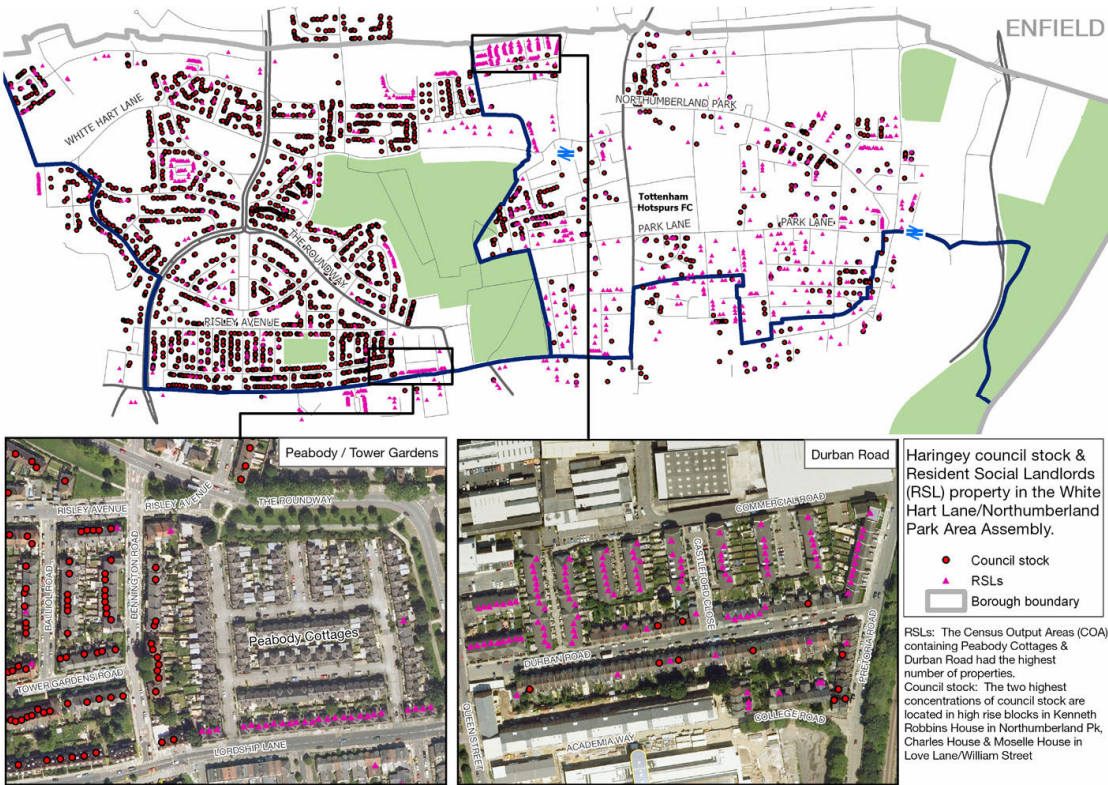 ENFIELD
WHITE HART LANE
NORTHUMBERLAND PARK
Tottenham
Hotspurs FC
PARK LANE
PARK LANE
THE ROUNDWAY
RISLEY AVENUE
Peabody / Tower Gardens
RISLEY AVENUE
RISLEY AVENUE
THE ROUNDWAY
BALLIOL ROAD
BENNINGTON ROAD
Peabody Cottages
TOWER GARDENS ROAD
LORDSHIP LANE
Durban Road
COMMERCIAL ROAD
CASTLEFORD CLOSE
DURBAN ROAD
PRETORIA ROAD
QUEEN STREET
COLLEGE ROAD
ACADEMIA WAY
Haringey council stock &
Resident Social Landlords
(RSL) property in the White
Hart Lane/Northumberland
Park Area Assembly.
Council stock
RSLs
Borough boundary
RSLs: The Census Output Areas (COA)
containing Peabody Cottages &
Durban Road had the highest
number of properties.
Council stock: The two highest
concentrations of council stock are
located in high rise blocks in Kenneth
Robbins House in Northumberland Pk,
Charles House & Moselle House in
Love Lane/William Street